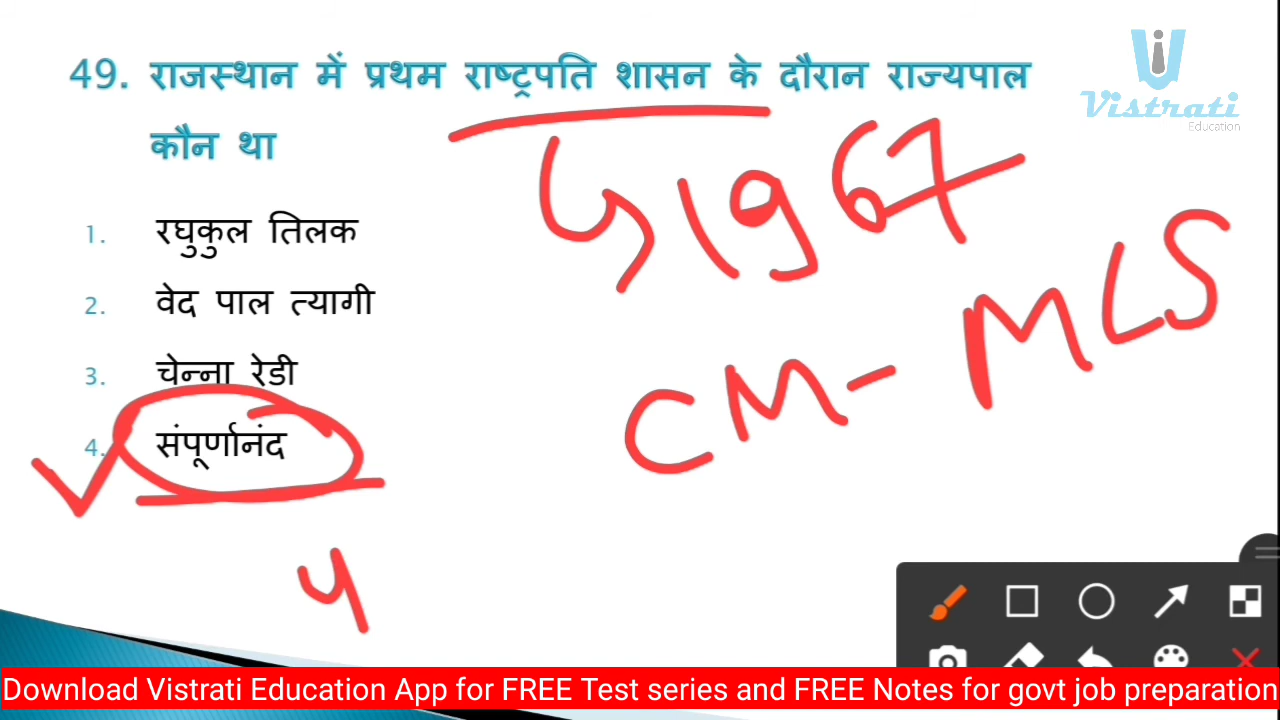 49. राजस्थान में प्रथम राष्ट्रपति शासन के दौरान राज्यपाल
कौन था
Vistrati
Education
1967
1. रघुकुल तिलक
2. वेद पाल त्यागी
3. चेन्ना रेडी
CM- MLS
4. संपूर्णानंद
Download Vistrati Education App for FREE Test series and FREE Notes for govt job preparation